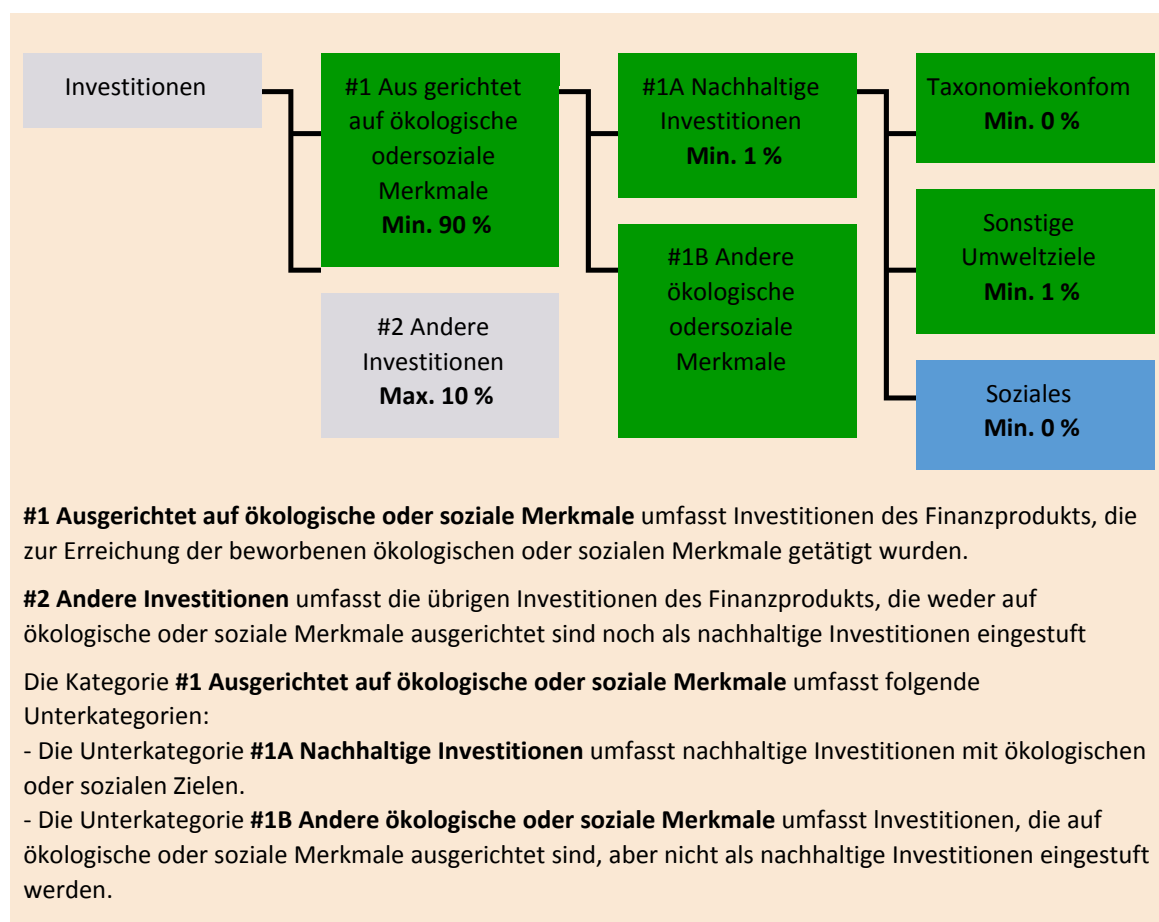 Investitionen
#1 Aus gerichtet
auf ökologische
odersoziale
Merkmale
Min. 90 %
#2 Andere
Investitionen
Max. 10 %
#1A Nachhaltige
Investitionen
Min. 1 %
#1B Andere
ökologische
odersoziale
Merkmale
Taxonomiekonfom
Min. 0 %
Sonstige
Umweltziele
Min. 1 %
Soziales
Min. 0 %
#1 Ausgerichtet auf ökologische oder soziale Merkmale umfasst Investitionen des Finanzprodukts, die
zur Erreichung der beworbenen ökologischen oder sozialen Merkmale getätigt wurden.
#2 Andere Investitionen umfasst die übrigen Investitionen des Finanzprodukts, die weder auf
ökologische oder soziale Merkmale ausgerichtet sind noch als nachhaltige Investitionen eingestuft
Die Kategorie #1 Ausgerichtet auf ökologische oder soziale Merkmale umfasst folgende
Unterkategorien:
- Die Unterkategorie #1A Nachhaltige Investitionen umfasst nachhaltige Investitionen mit ökologischen
oder sozialen Zielen.
- Die Unterkategorie #1B Andere ökologische oder soziale Merkmale umfasst lnvestitionen, die auf
ökologische oder soziale Merkmale ausgerichtet sind, aber nicht als nachhaltige Investitionen eingestuft
werden.